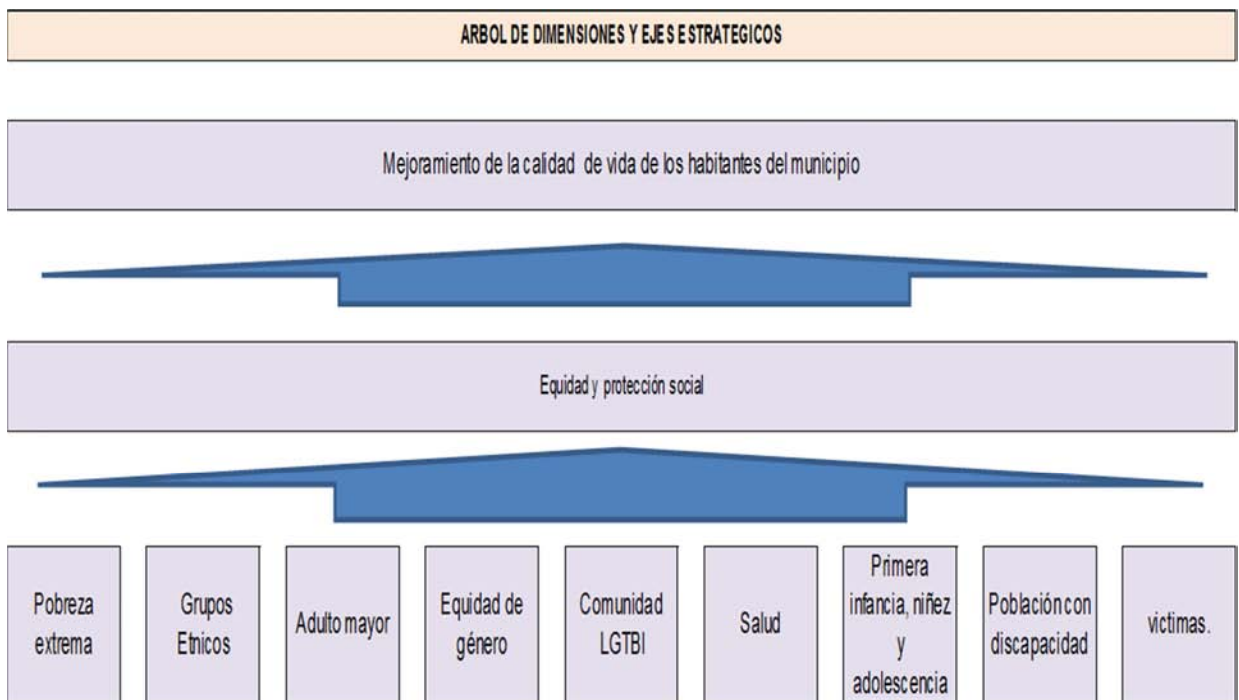 ARBOL DE DIMENSIONES Y EJES ESTRATEGICOS
Mejoramiento de la calidad de vida de los habitantes del municipio
Equidad y protección social
Pobreza
extrema
Grupos
Etnicos
Adulto mayor
Equidad de
género
Comunidad
LGTBI
Salud
Primera
infancia, niñez
y
adolescencia
Población con
discapacidad
victimas.